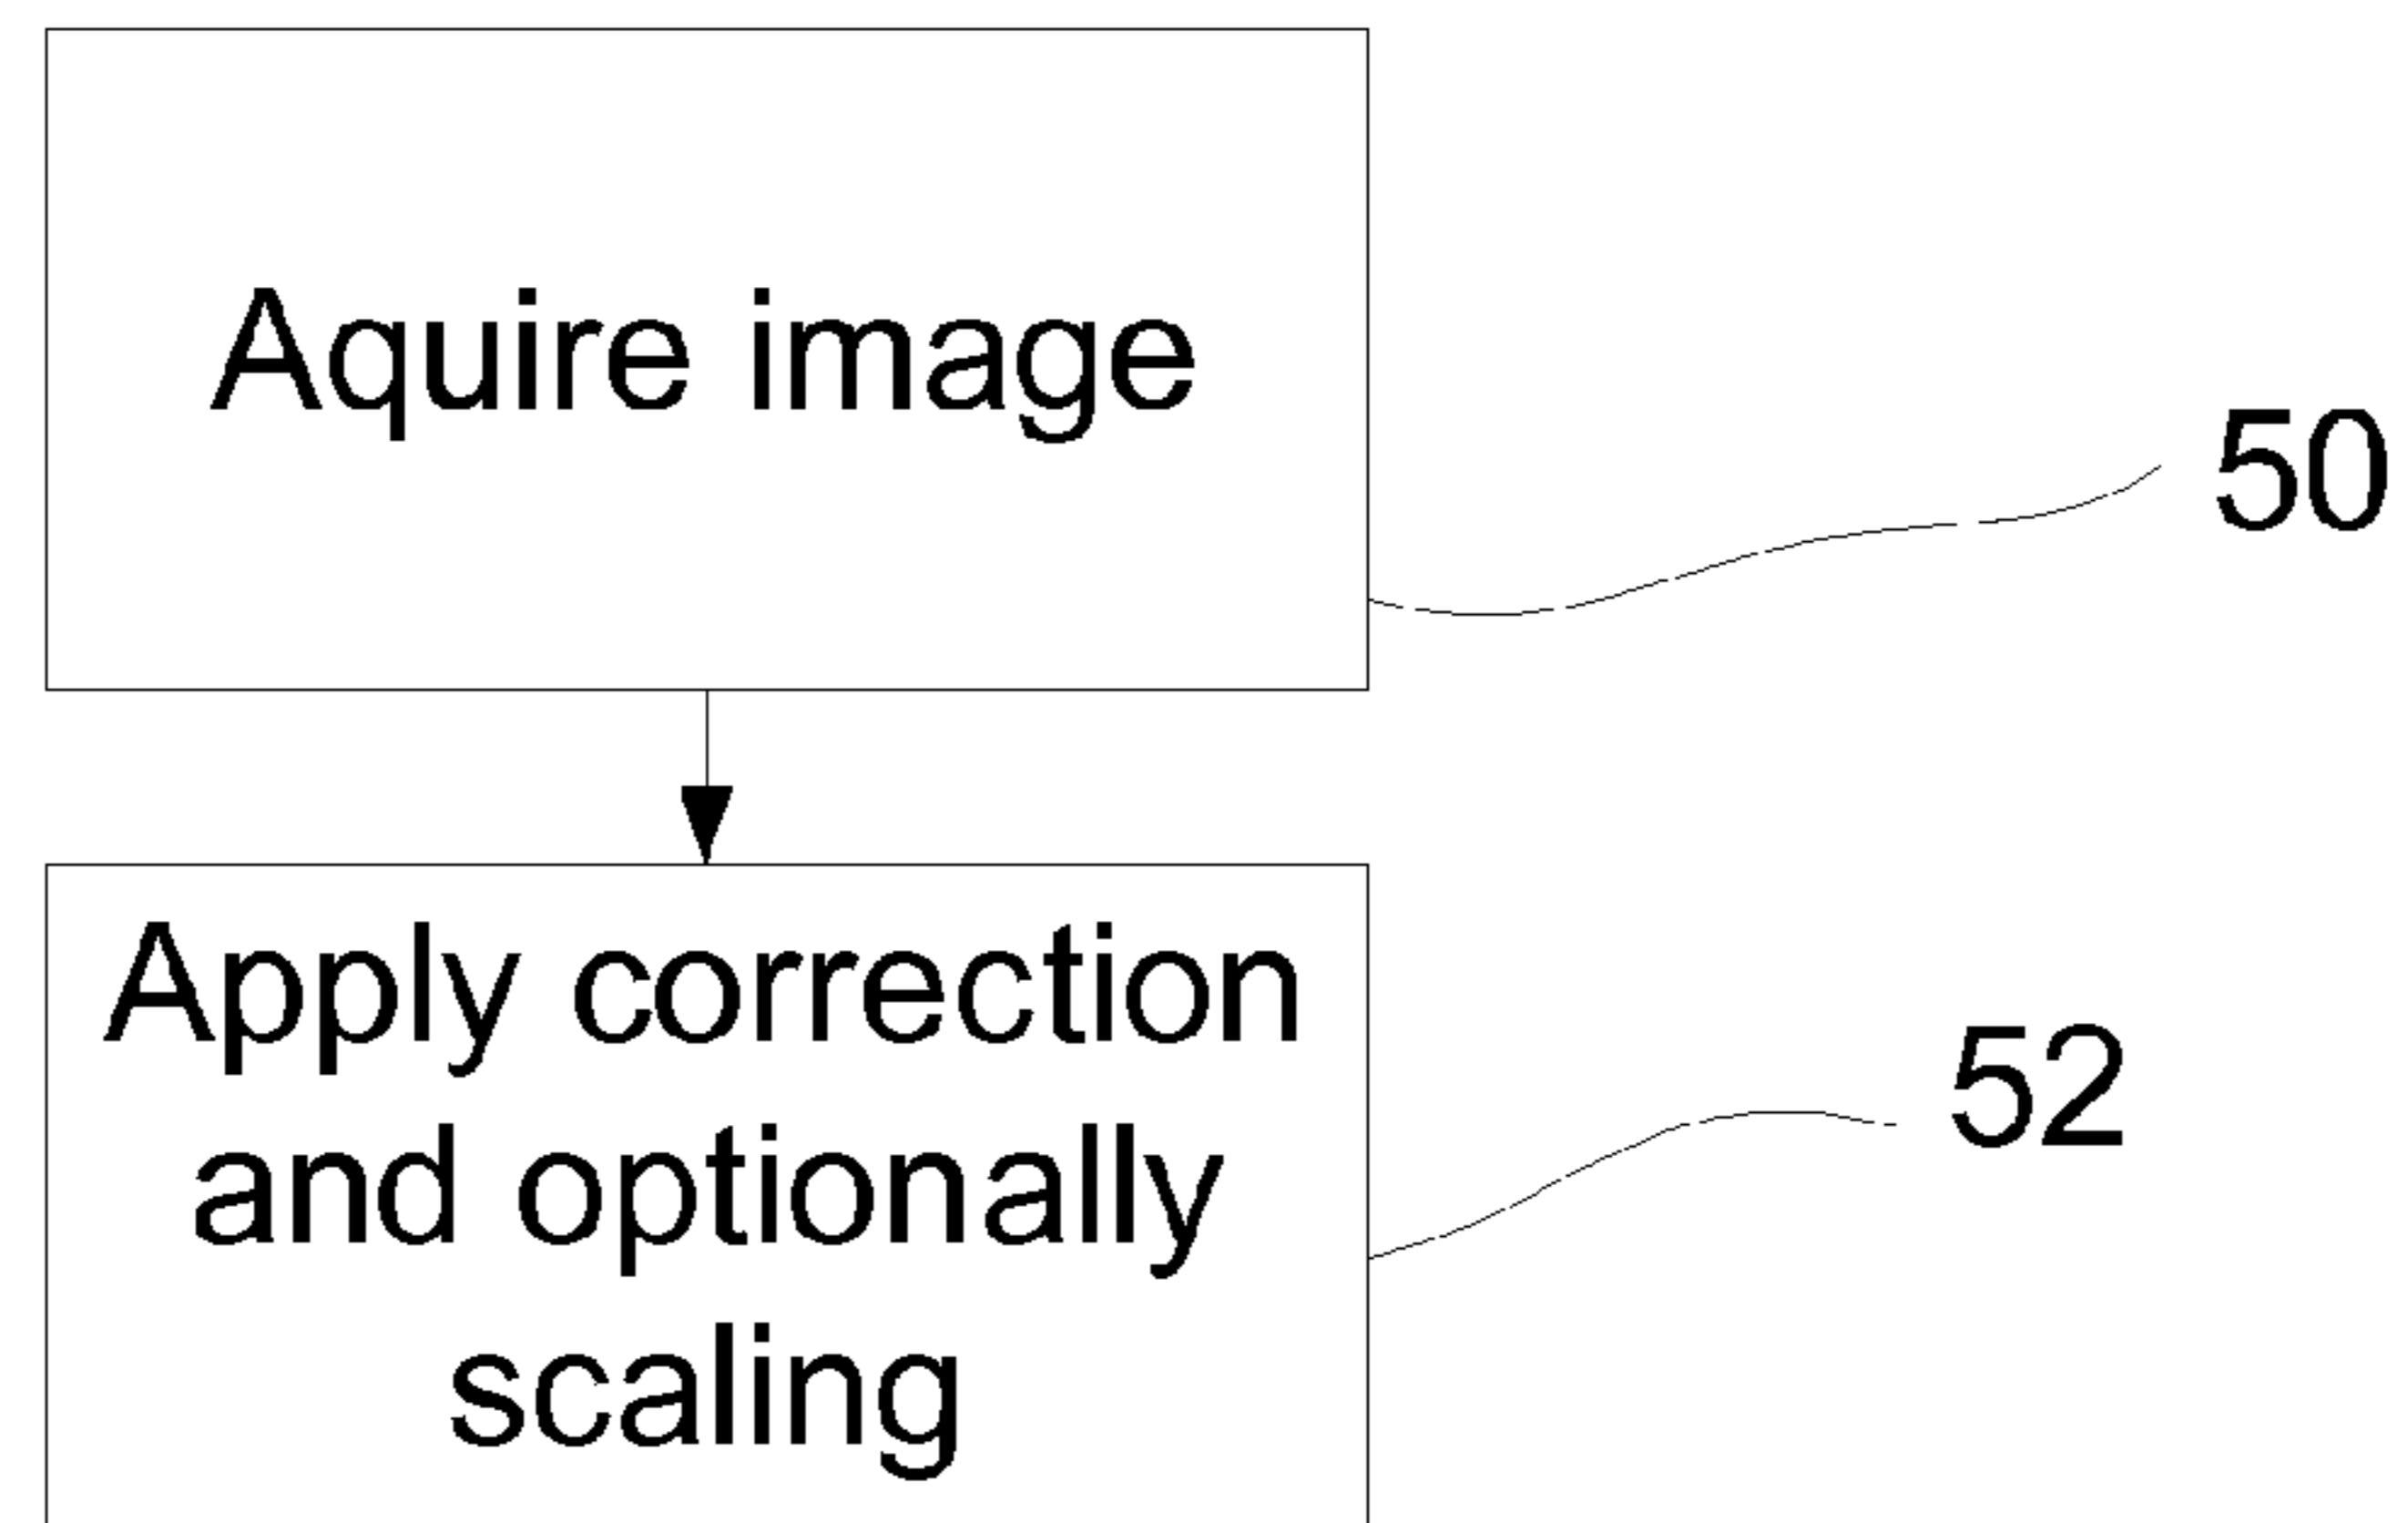 Aquire image
50
Apply correction
and optionally
scaling
52